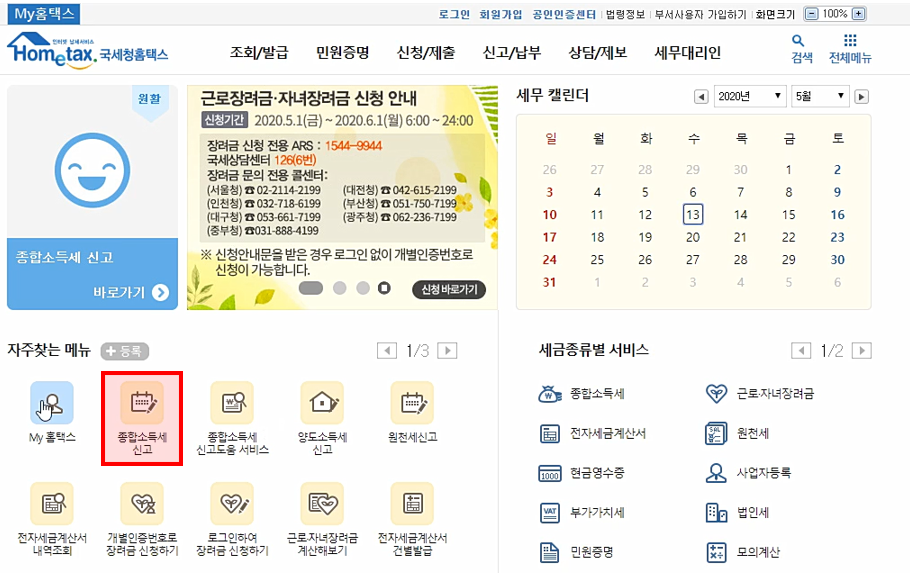 My홈택스
로그인 회원가입 공인인증센터 법령정보 부서사용자 가입하기 화면크기 100%
인터넷 납세서비스
Hometax. 국세청홈택스
조회/발급 민원증명 신청/제출 신고/납부 상담/제보 세무대리인
검색 전체메뉴
원활
종합소득세 신고
바로가기
근로장려금·자녀장려금 신청 안내
신청기간 2020.5.1(금) ~ 2020.6.1(월) 6:00 ~ 24:00
장려금 신청 전용 ARS : 1544-9944
국세상담센터 126(6번)
장려금 문의 전용 콜센터:
(서울청) ☎ 02-2114-2199 (대전청) ☎ 042-615-2199
(인천청) ☎ 032-718-6199 (부산청) ☎ 051-750-7199
(대구청) ☎ 053-661-7199 (광주청) ☎ 062-236-7199
(중부청) ☎ 031-888-4199
※ 신청안내문을 받은 경우 로그인 없이 개별인증번호로
신청이 가능합니다.
신청 바로가기
세무 캘린더
2020년 5월
일 월 화 수 목 금 토
26 27 28 29 30 1 2
3 4 5 6 7 8 9
10 11 12 13 14 15 16
17 18 19 20 21 22 23
24 25 26 27 28 29 30
31 1 2 3 4 5 6
자주찾는 메뉴 + 등록 1/3
My 홈택스
종합소득세
신고
종합소득세
신고도움 서비스
양도소득세
신고
원천세신고
전자세금계산서
내역조회
개별인증번호로
장려금 신청하기
로그인하여
장려금 신청하기
근로·자녀장려금
계산해보기
전자세금계산서
건별발급
세금종류별 서비스 1/2
종합소득세 근로·자녀장려금
전자세금계산서 원천세
현금영수증 사업자등록
부가가치세 법인세
민원증명 모의계산